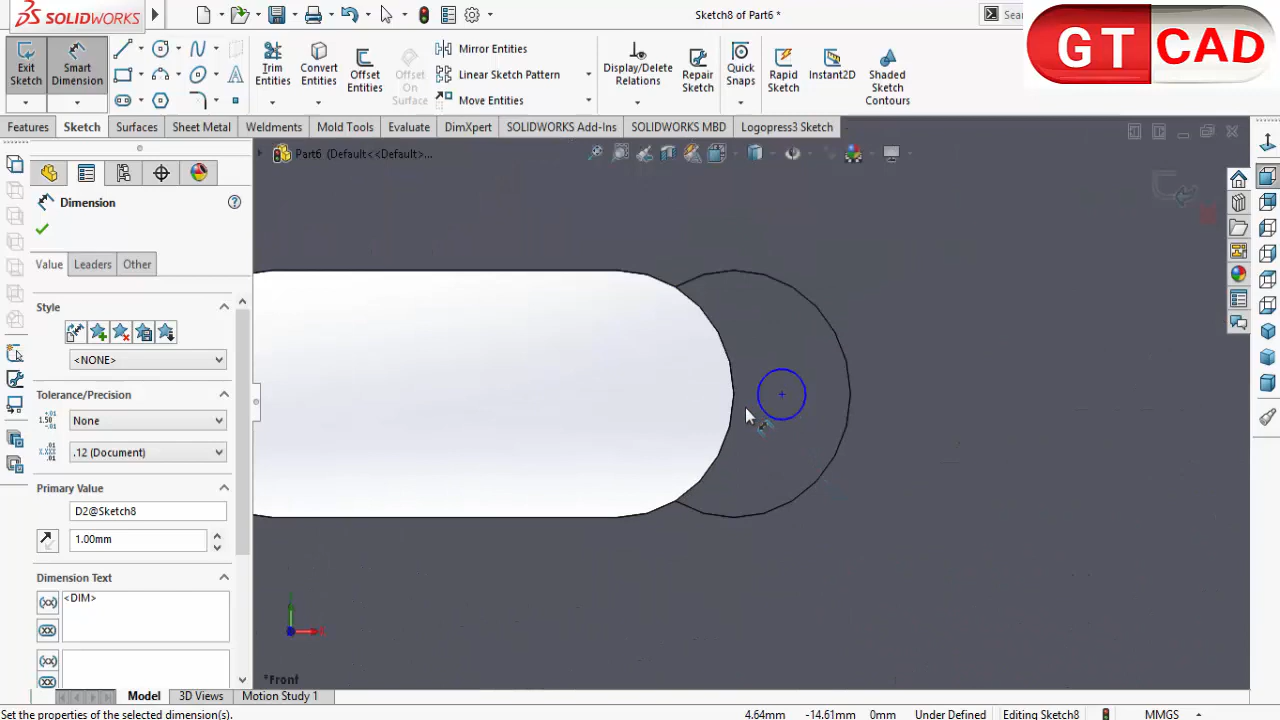 SOLIDWORKS
Sketch8 of Part6 *
Sear
GT CAD
Exit Sketch
Smart Dimension
Trim Entities
Convert Entities
Offset Entities
Offset On Surface
Mirror Entities
Linear Sketch Pattern
Move Entities
Display/Delete Relations
Repair Sketch
Quick Snaps
Rapid Sketch
Instant2D
Shaded Sketch Contours
Features Sketch Surfaces Sheet Metal Weldments Mold Tools Evaluate DimXpert SOLIDWORKS Add-Ins SOLIDWORKS MBD Logopress3 Sketch
Part6 (Default<<Default>...
Dimension
Value Leaders Other
Style
<NONE>
Tolerance/Precision
None
.12 (Document)
Primary Value
D2@Sketch8
1.00mm
Dimension Text
<DIM>
*Front
Model 3D Views Motion Study 1
Set the properties of the selected dimension(s). 4.64mm -14.61mm 0mm Under Defined Editing Sketch8 MMGS